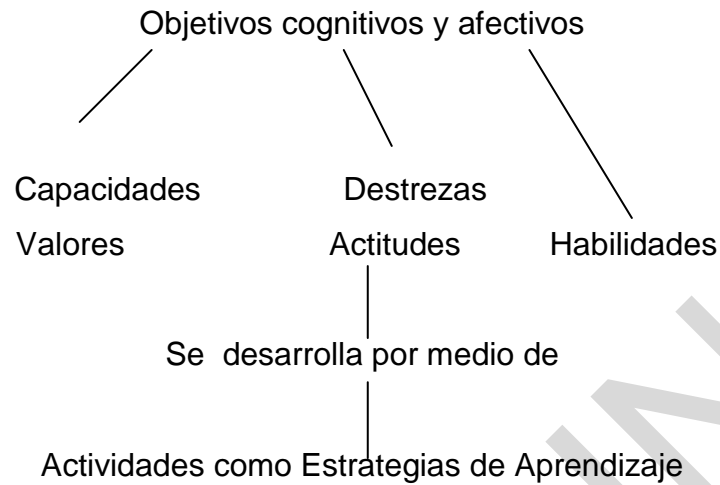 Objetivos cognitivos y afectivos
Capacidades Destrezas
Valores Actitudes Habilidades
Se desarrolla por medio de
Actividades como Estrategias de Aprendizaje